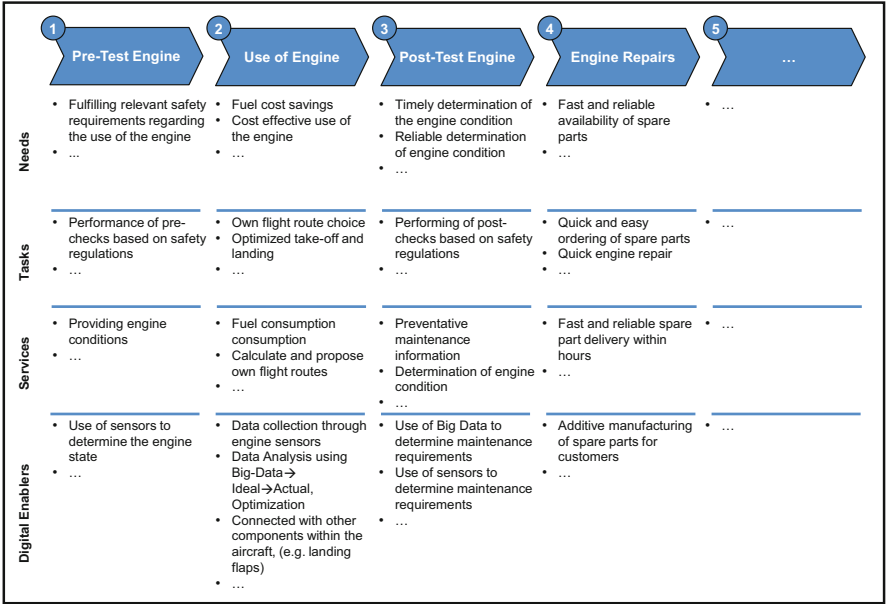 1
2
3
4
5
Pre-Test Engine
Use of Engine
Post-Test Engine
Engine Repairs
…
Needs
• Fulfilling relevant safety
requirements regarding
the use of the engine
• ...
• Fuel cost savings
• Cost effective use of
the engine
• …
• Timely determination of
the engine condition
• Reliable determination
of engine condition
• …
• Fast and reliable
availability of spare
parts
• …
• …
Tasks
• Performance of pre-
checks based on safety
regulations
• …
• Own flight route choice
• Optimized take-off and
landing
• …
• Performing of post-
checks based on safety
regulations
• …
• Quick and easy
ordering of spare parts
• Quick engine repair
• …
• …
Services
• Providing engine
conditions
• …
• Fuel consumption
consumption
• Calculate and propose
own flight routes
• …
• Preventative
maintenance
information
• Determination of engine
condition
• …
• Fast and reliable spare
part delivery within
hours
• …
• …
Digital Enablers
• Use of sensors to
determine the engine
state
• …
• Data collection through
engine sensors
• Data Analysis using
Big-Data→
Ideal→Actual,
Optimization
• Connected with other
components within the
aircraft, (e.g. landing
flaps)
• …
• Use of Big Data to
determine maintenance
requirements
• Use of sensors to
determine maintenance
requirements
• …
• Additive manufacturing
of spare parts for
customers
• …
• …